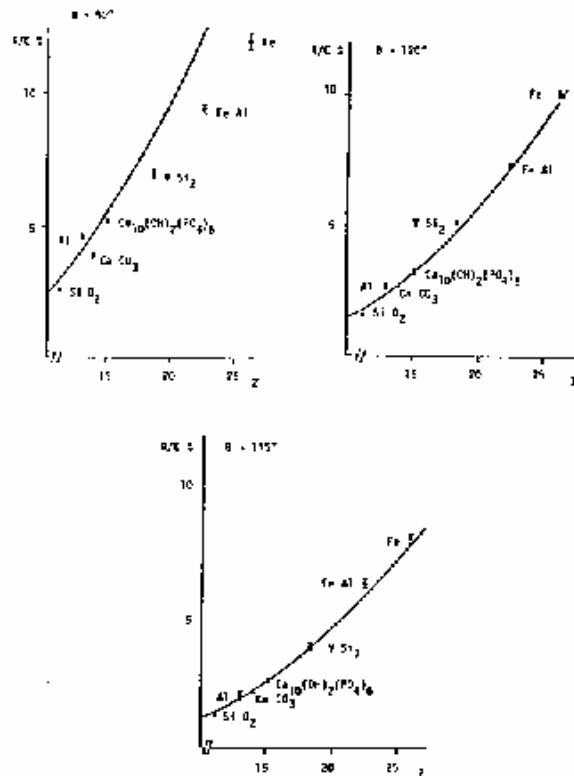 R/C %
Fe
10
Fe Al
V Si2
5
Al
Ca10(OH)2(PO4)6
Ca CO3
Si O2
15
20
25
Z
R/C %
10
Fe
Fe Al
5
V Si2
Ca10(OH)2(PO4)6
Al
Ca CO3
Si O2
15
20
25
R/C %
10
Fe
Fe Al
5
V Si2
Ca10(OH)2(PO4)6
Al
Ca CO3
Si O2
15
20
25